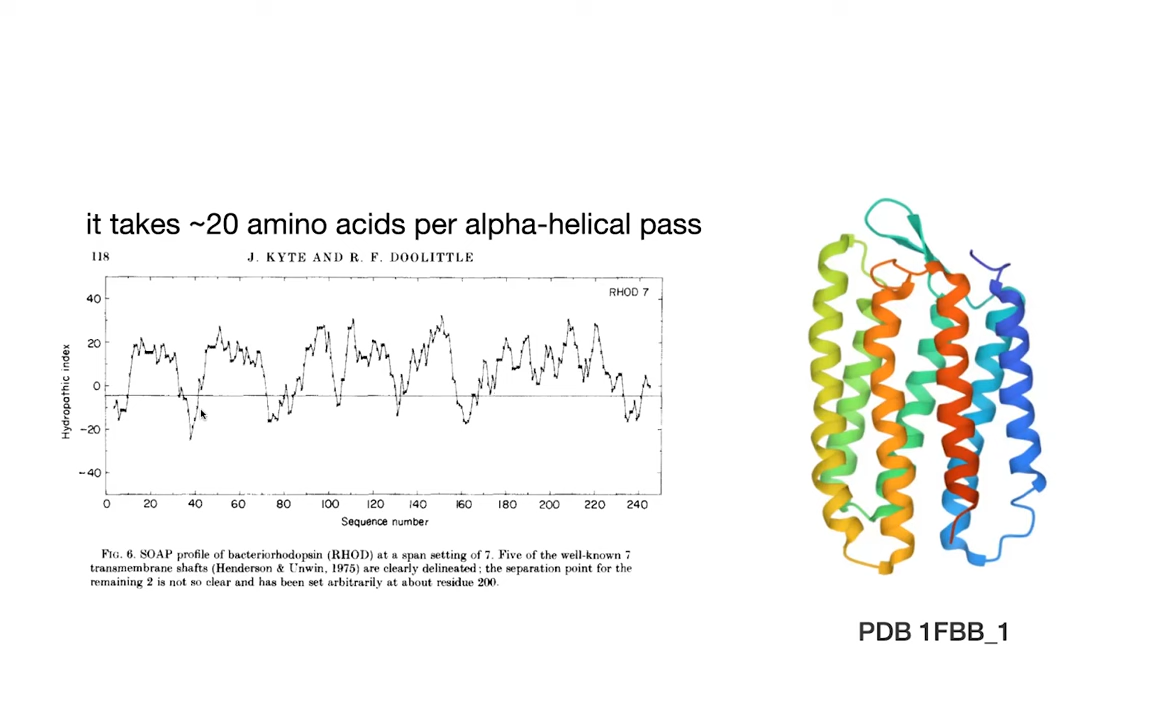 it takes ~20 amino acids per alpha-helical pass
118
J. KYTE AND R. F. DOOLITTLE
RHOD 7
40
20
0
−20
−40
Hydropathic index
0 20 40 60 80 100 120 140 160 180 200 220 240
Sequence number
FIG. 6. SOAP profile of bacteriorhodopsin (RHOD) at a span setting of 7. Five of the well-known 7
transmembrane shafts (Henderson & Unwin, 1975) are clearly delineated; the separation point for the
remaining 2 is not so clear and has been set arbitrarily at about residue 200.
PDB 1FBB_1